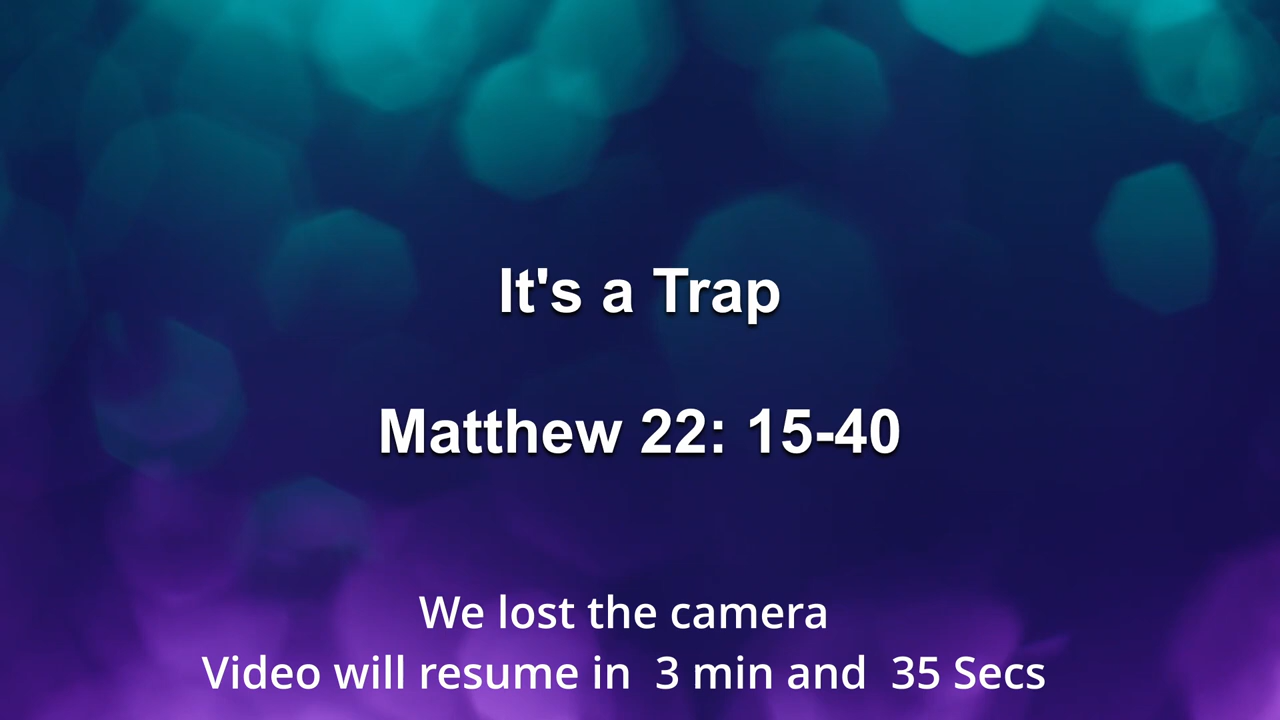 It's a Trap
Matthew 22: 15-40
We lost the camera
Video will resume in  3 min and  35 Secs